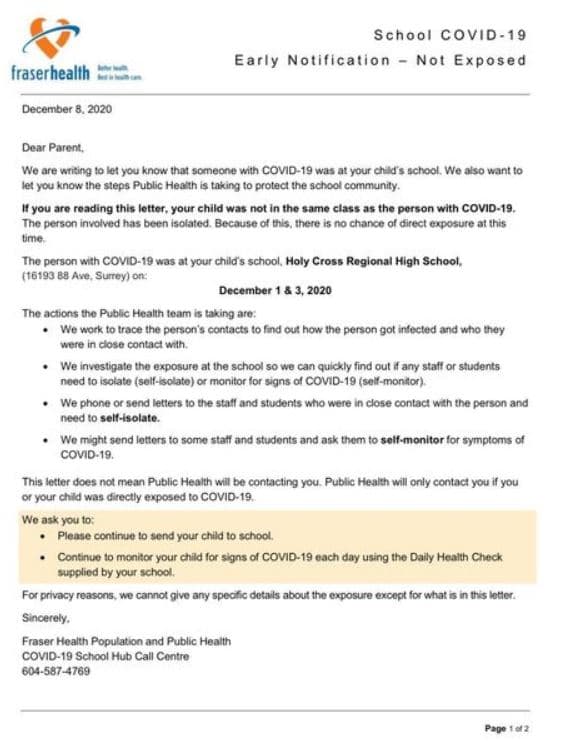 School COVID-19
Early Notification – Not Exposed
fraserhealth
Better health.
Best in health care.
December 8, 2020
Dear Parent,
We are writing to let you know that someone with COVID-19 was at your child's school. We also want to
let you know the steps Public Health is taking to protect the school community.
If you are reading this letter, your child was not in the same class as the person with COVID-19.
The person involved has been isolated. Because of this, there is no chance of direct exposure at this
time.
The person with COVID-19 was at your child's school, Holy Cross Regional High School,
(16193 88 Ave, Surrey) on:
December 1 & 3, 2020
The actions the Public Health team is taking are:
• We work to trace the person's contacts to find out how the person got infected and who they
were in close contact with.
• We investigate the exposure at the school so we can quickly find out if any staff or students
need to isolate (self-isolate) or monitor for signs of COVID-19 (self-monitor).
• We phone or send letters to the staff and students who were in close contact with the person and
need to self-isolate.
• We might send letters to some staff and students and ask them to self-monitor for symptoms of
COVID-19.
This letter does not mean Public Health will be contacting you. Public Health will only contact you if you
or your child was directly exposed to COVID-19.
We ask you to:
• Please continue to send your child to school.
• Continue to monitor your child for signs of COVID-19 each day using the Daily Health Check
supplied by your school.
For privacy reasons, we cannot give any specific details about the exposure except for what is in this letter.
Sincerely,
Fraser Health Population and Public Health
COVID-19 School Hub Call Centre
604-587-4769
Page 1 of 2